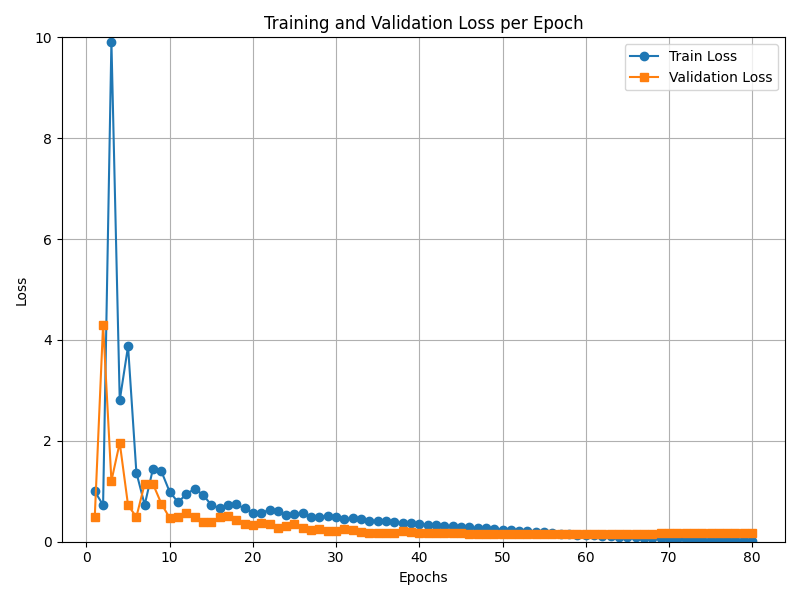 Training and Validation Loss per Epoch
Train Loss
Validation Loss
10
8
6
4
2
0
Loss
0 10 20 30 40 50 60 70 80
Epochs